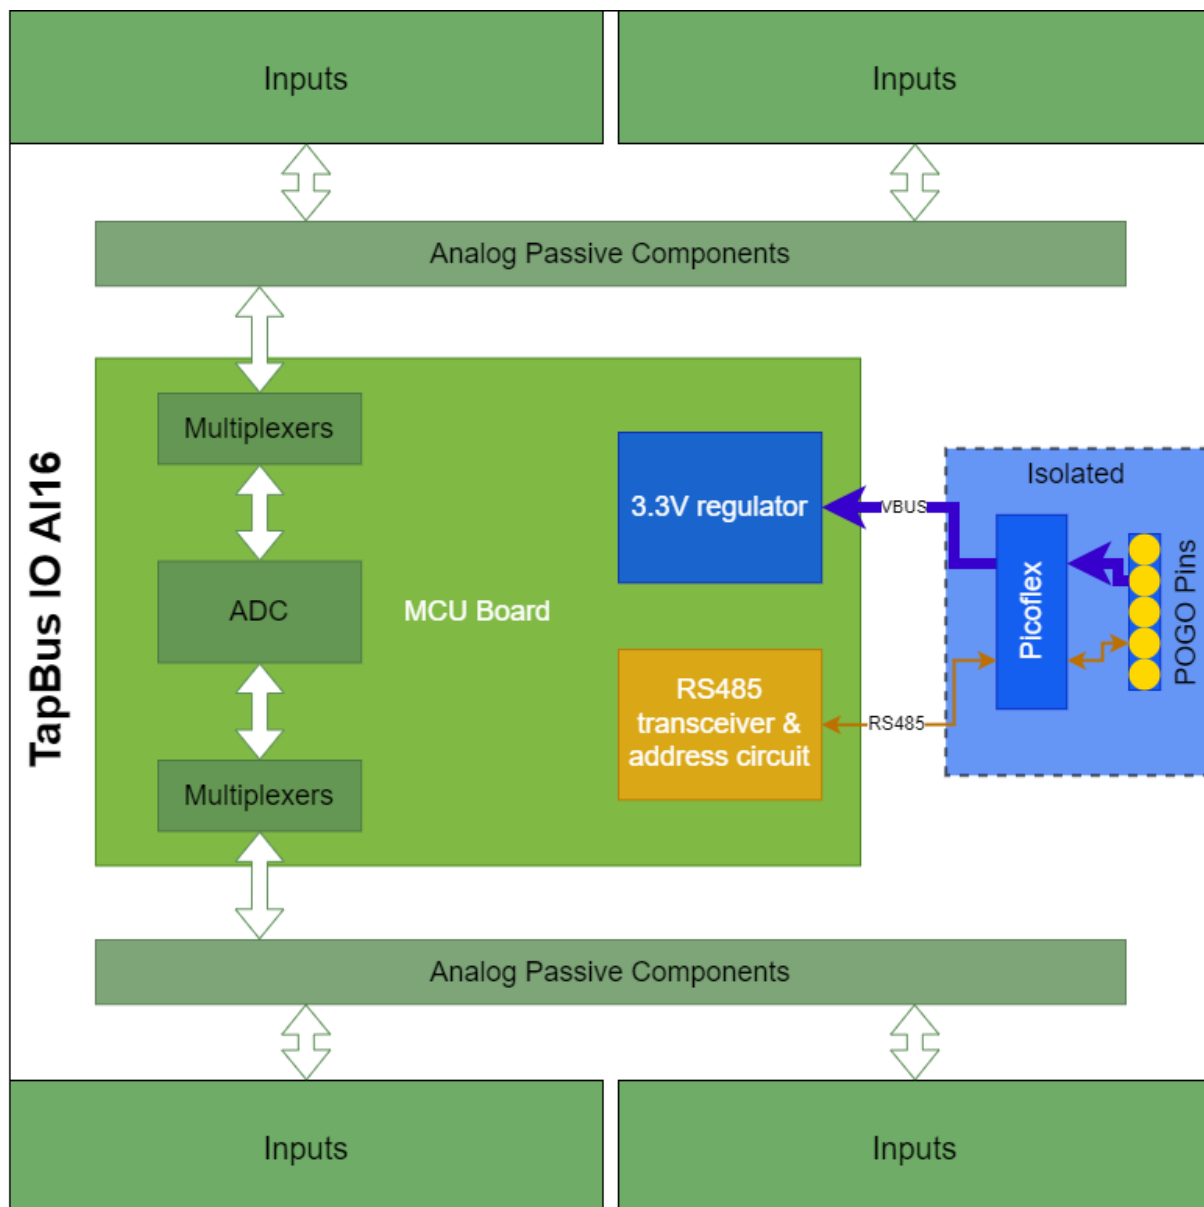 Inputs
Inputs
Analog Passive Components
Multiplexers
ADC
Multiplexers
MCU Board
3.3V regulator
RS485
transceiver &
address circuit
VBUS
RS485
Isolated
Picoflex
POGO Pins
TapBus IO AI16
Analog Passive Components
Inputs
Inputs